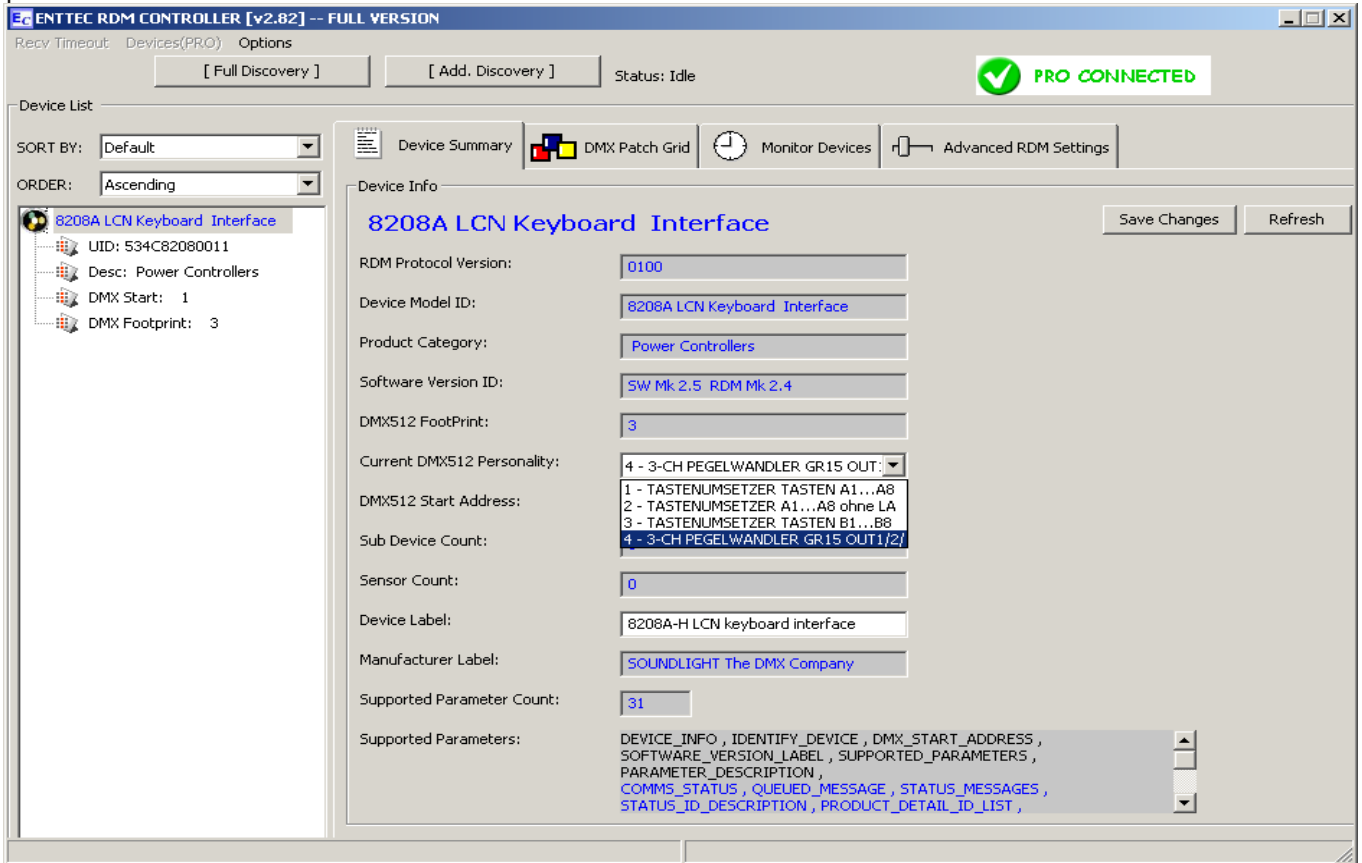 ENTTEC RDM CONTROLLER [v2.82] -- FULL VERSION
Recv Timeout Devices(PRO) Options
[ Full Discovery ] [ Add. Discovery ] Status: Idle PRO CONNECTED
Device List
SORT BY: Default
ORDER: Ascending
8208A LCN Keyboard Interface
UID: 534C82080011
Desc: Power Controllers
DMX Start: 1
DMX Footprint: 3
Device Summary DMX Patch Grid Monitor Devices Advanced RDM Settings
Device Info
8208A LCN Keyboard Interface Save Changes Refresh
RDM Protocol Version: 0100
Device Model ID: 8208A LCN Keyboard Interface
Product Category: Power Controllers
Software Version ID: SW Mk 2.5 RDM Mk 2.4
DMX512 FootPrint: 3
Current DMX512 Personality: 4 - 3-CH PEGELWANDLER GR15 OUT
1 - TASTENUMSETZER TASTEN A1...A8
DMX512 Start Address: 2 - TASTENUMSETZER A1...A8 ohne LA
3 - TASTENUMSETZER TASTEN B1...B8
Sub Device Count: 4 - 3-CH PEGELWANDLER GR15 OUT1/2/
Sensor Count: 0
Device Label: 8208A-H LCN keyboard interface
Manufacturer Label: SOUNDLIGHT The DMX Company
Supported Parameter Count: 31
Supported Parameters: DEVICE_INFO , IDENTIFY_DEVICE , DMX_START_ADDRESS ,
SOFTWARE_VERSION_LABEL , SUPPORTED_PARAMETERS ,
PARAMETER_DESCRIPTION ,
COMMS_STATUS , QUEUED_MESSAGE , STATUS_MESSAGES ,
STATUS_ID_DESCRIPTION , PRODUCT_DETAIL_ID_LIST ,